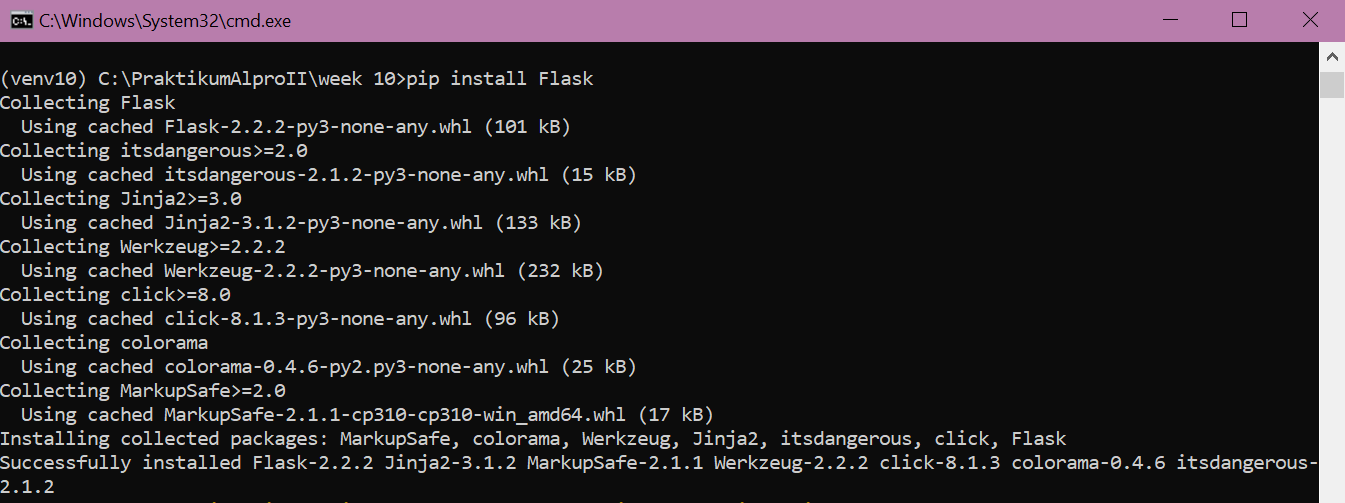 C:\Windows\System32\cmd.exe
(venv10) C:\PraktikumAlproII\week 10>pip install Flask
Collecting Flask
  Using cached Flask-2.2.2-py3-none-any.whl (101 kB)
Collecting itsdangerous>=2.0
  Using cached itsdangerous-2.1.2-py3-none-any.whl (15 kB)
Collecting Jinja2>=3.0
  Using cached Jinja2-3.1.2-py3-none-any.whl (133 kB)
Collecting Werkzeug>=2.2.2
  Using cached Werkzeug-2.2.2-py3-none-any.whl (232 kB)
Collecting click>=8.0
  Using cached click-8.1.3-py3-none-any.whl (96 kB)
Collecting colorama
  Using cached colorama-0.4.6-py2.py3-none-any.whl (25 kB)
Collecting MarkupSafe>=2.0
  Using cached MarkupSafe-2.1.1-cp310-cp310-win_amd64.whl (17 kB)
Installing collected packages: MarkupSafe, colorama, Werkzeug, Jinja2, itsdangerous, click, Flask
Successfully installed Flask-2.2.2 Jinja2-3.1.2 MarkupSafe-2.1.1 Werkzeug-2.2.2 click-8.1.3 colorama-0.4.6 itsdangerous-
2.1.2